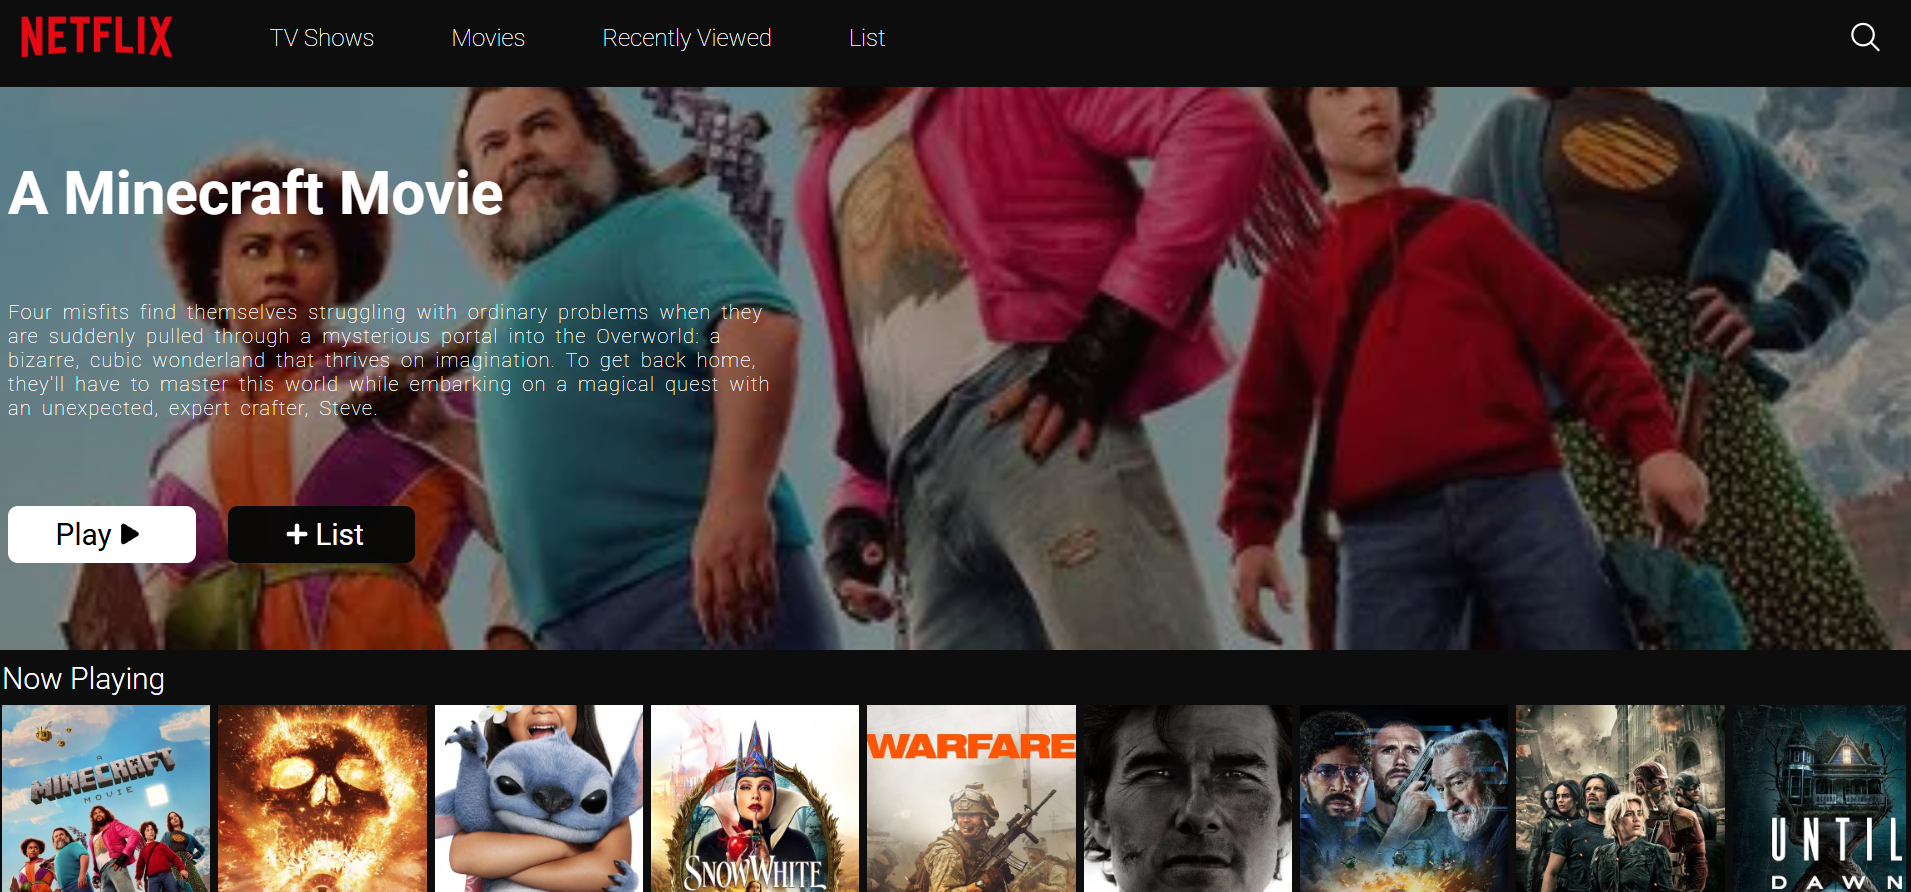 NETFLIX
TV Shows
Movies
Recently Viewed
List
A Minecraft Movie
Four misfits find themselves struggling with ordinary problems when they
are suddenly pulled through a mysterious portal into the Overworld: a
bizarre, cubic wonderland that thrives on imagination. To get back home,
they'll have to master this world while embarking on a magical quest with
an unexpected, expert crafter, Steve.
Play
+ List
Now Playing
A
MINECRAFT
MOVIE
SNOW WHITE
WARFARE
UNTIL
DAWN